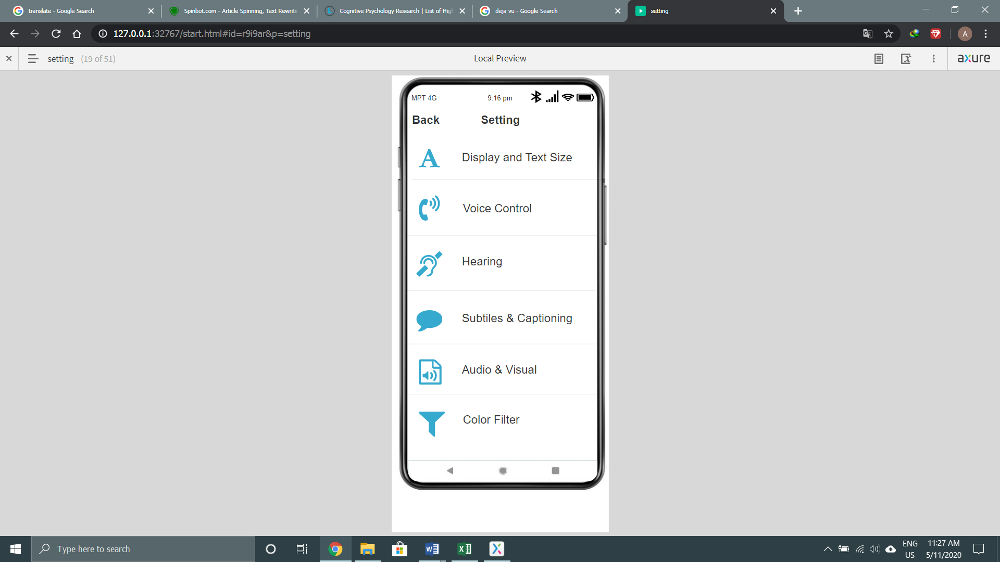 translate - Google Search
Spinbot.com - Article Spinning, Text Rewritin
Cognitive Psychology Research | List of High
deja vu - Google Search
setting
127.0.0.1:32767/start.html#id=r9i9ar&p=setting
A
setting (19 of 51)
Local Preview
axure
MPT 4G
9:16 pm
Back
Setting
A
Display and Text Size
Voice Control
Hearing
Subtiles & Captioning
Audio & Visual
Color Filter
Type here to search
ENG
US
11:27 AM
5/11/2020